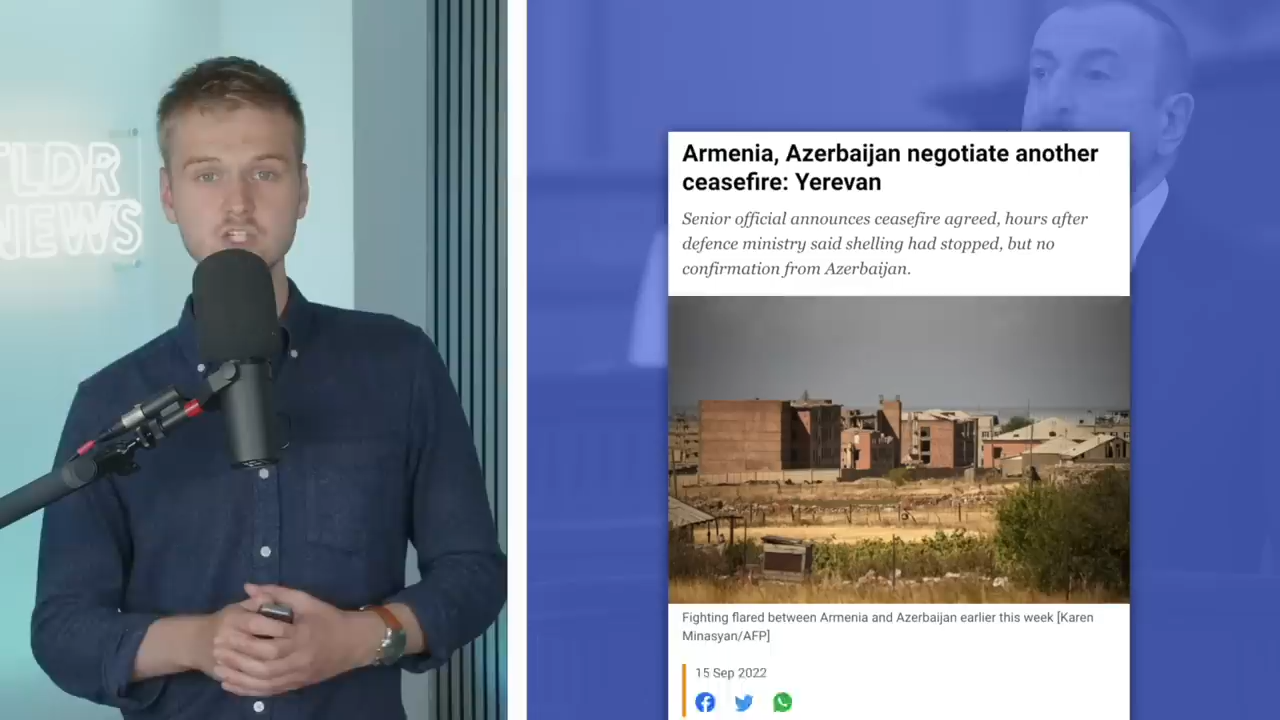 TLDR
NEWS
Armenia, Azerbaijan negotiate another
ceasefire: Yerevan
Senior official announces ceasefire agreed, hours after
defence ministry said shelling had stopped, but no
confirmation from Azerbaijan.
Fighting flared between Armenia and Azerbaijan earlier this week [Karen
Minasyan/AFP]
15 Sep 2022